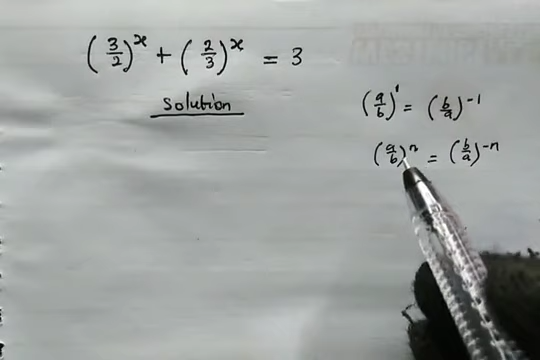 (3/2)^x + (2/3)^x = 3
Solution
(a/b)^1 = (b/a)^-1
(a/b)^n = (b/a)^-n